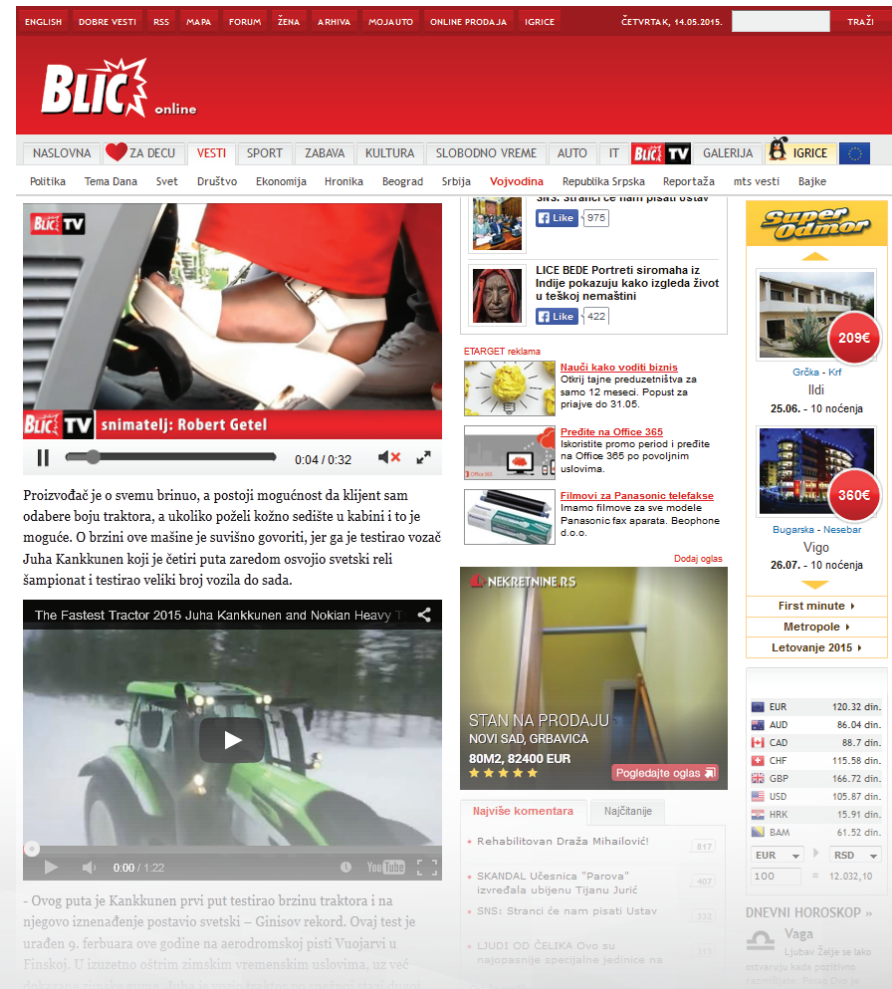 ENGLISH DOBRE VESTI RSS MAPA FORUM ŽENA ARHIVA MOJAUTO ONLINE PRODAJA IGRICE ČETVRTAK, 14.05.2015. TRAŽI
BLIC online
NASLOVNA ZA DECU VESTI SPORT ZABAVA KULTURA SLOBODNO VREME AUTO IT BLIC TV GALERIJA IGRICE
Politika Tema Dana Svet Društvo Ekonomija Hronika Beograd Srbija Vojvodina Republika Srpska Reportaža mts vesti Bajke
BLIC TV
BLIC TV snimatelj: Robert Getel
0:04 / 0:32
Proizvođač je o svemu brinuo, a postoji mogućnost da klijent sam
odabere boju traktora, a ukoliko poželi kožno sedište u kabini i to je
moguće. O brzini ove mašine je suvišno govoriti, jer ga je testirao vozač
Juha Kankkunen koji je četiri puta zaredom osvojio svetski reli
šampionat i testirao veliki broj vozila do sada.
The Fastest Tractor 2015 Juha Kankkunen and Nokian Heavy T
0:00 / 1:22
YouTube
- Ovog puta je Kankkunen prvi put testirao brzinu traktora i na
njegovo iznenađenje postavio svetski – Ginisov rekord. Ovaj test je
urađen 9. ferbuara ove godine na aerodromskoj pisti Vuojarvi u
Finskoj. U izuzetno oštrim zimskim vremenskim uslovima, uz već
SNS: Stranci će nam pisati Ustav
Like 975
LICE BEDE Portreti siromaha iz
Indije pokazuju kako izgleda život
u teškoj nemaštini
Like 422
ETARGET reklama
Nauči kako voditi biznis
Otkrij tajne preduzetništva za
samo 12 meseci. Popust za
prijave do 31.05.
Pređite na Office 365
Iskoristite promo period i pređite
na Office 365 po povoljnim
uslovima.
Filmovi za Panasonic telefakse
Imamo filmove za sve modele
Panasonic fax aparata. Beophone
d.o.o.
Dodaj oglas
NEKRETNINE RS
STAN NA PRODAJU
NOVI SAD, GRBAVICA
80M2, 82400 EUR
Pogledajte oglas
Najviše komentara Najčitanije
Rehabilitovan Draža Mihailović! 817
SKANDAL Učesnica "Parova" 407
izvređala ubijenu Tijanu Jurić
SNS: Stranci će nam pisati Ustav
LJUDI OD ČELIKA Ovo su
najopasnije specijalne jedinice na
Super
Odmor
209€
Grčka - Krf
Ildi
25.06. - 10 noćenja
360€
Bugarska - Nesebar
Vigo
26.07. - 10 noćenja
First minute
Metropole
Letovanje 2015
EUR 120.32 din.
AUD 86.04 din.
CAD 88.7 din.
CHF 115.58 din.
GBP 166.72 din.
USD 105.87 din.
HRK 15.91 din.
BAM 61.52 din.
EUR RSD
100 = 12.032,10
DNEVNI HOROSKOP »
Vaga
Ljubav Želje se lako
ostvaruju kada pozitivno